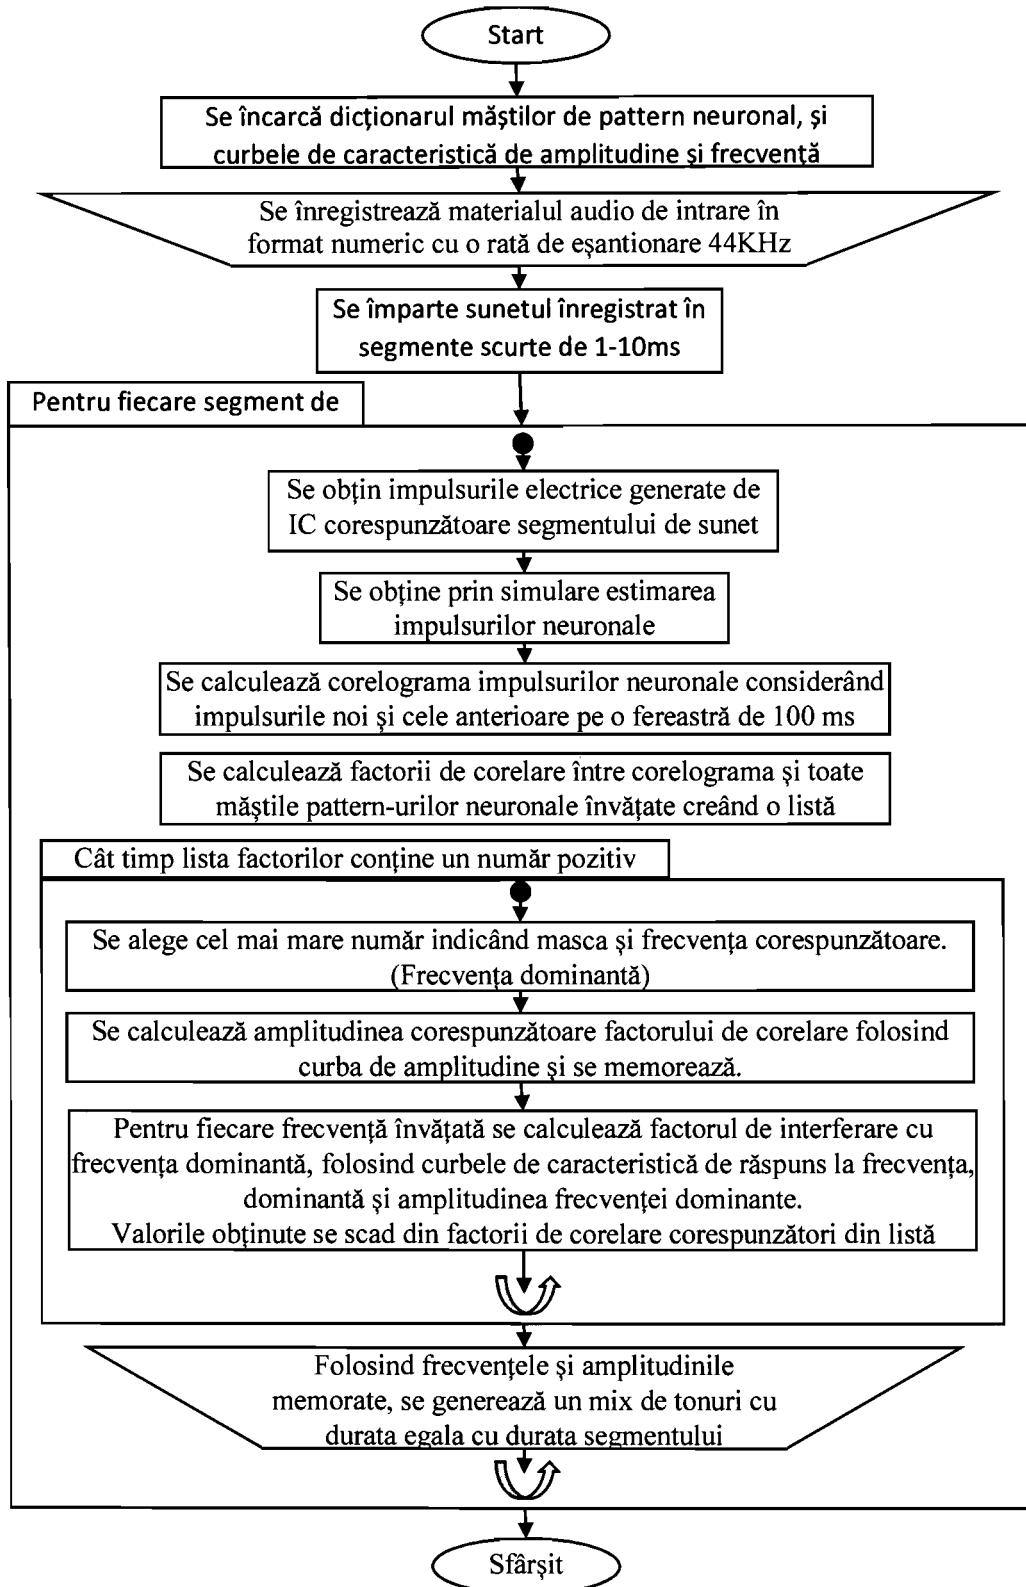 Start
Se încarcă dicționarul măștilor de pattern neuronal, și
curbele de caracteristică de amplitudine și frecvență
Se înregistrează materialul audio de intrare în
format numeric cu o rată de eșantionare 44KHz
Se împarte sunetul înregistrat în
segmente scurte de 1-10ms
Pentru fiecare segment de
Se obțin impulsurile electrice generate de
IC corespunzătoare segmentului de sunet
Se obține prin simulare estimarea
impulsurilor neuronale
Se calculează corelograma impulsurilor neuronale considerând
impulsurile noi și cele anterioare pe o fereastră de 100 ms
Se calculează factorii de corelare între corelograma și toate
măștile pattern-urilor neuronale învățate creând o listă
Cât timp lista factorilor conține un număr pozitiv
Se alege cel mai mare număr indicând masca și frecvența corespunzătoare.
(Frecvența dominantă)
Se calculează amplitudinea corespunzătoare factorului de corelare folosind
curba de amplitudine și se memorează.
Pentru fiecare frecvență învățată se calculează factorul de interferare cu
frecvența dominantă, folosind curbele de caracteristică de răspuns la frecvența,
dominantă și amplitudinea frecvenței dominante.
Valorile obținute se scad din factorii de corelare corespunzători din listă
Folosind frecvențele și amplitudinile
memorate, se generează un mix de tonuri cu
durata egala cu durata segmentului
Sfârșit